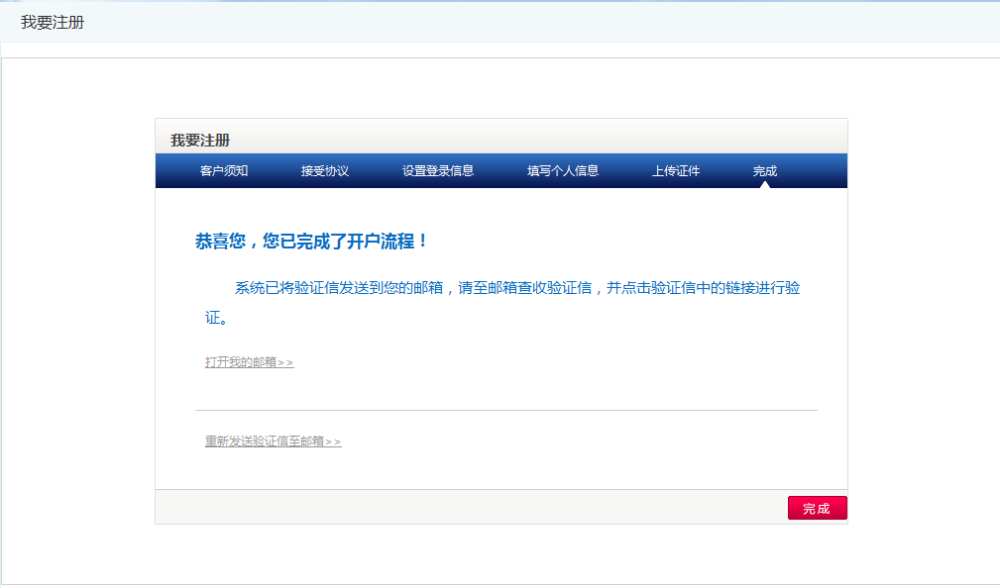 我要注册
我要注册
客户须知 接受协议 设置登录信息 填写个人信息 上传证件 完成
恭喜您，您已完成了开户流程！
系统已将验证信发送到您的邮箱，请至邮箱查收验证信，并点击验证信中的链接进行验
证。
打开我的邮箱>>
重新发送验证信至邮箱>>
完成